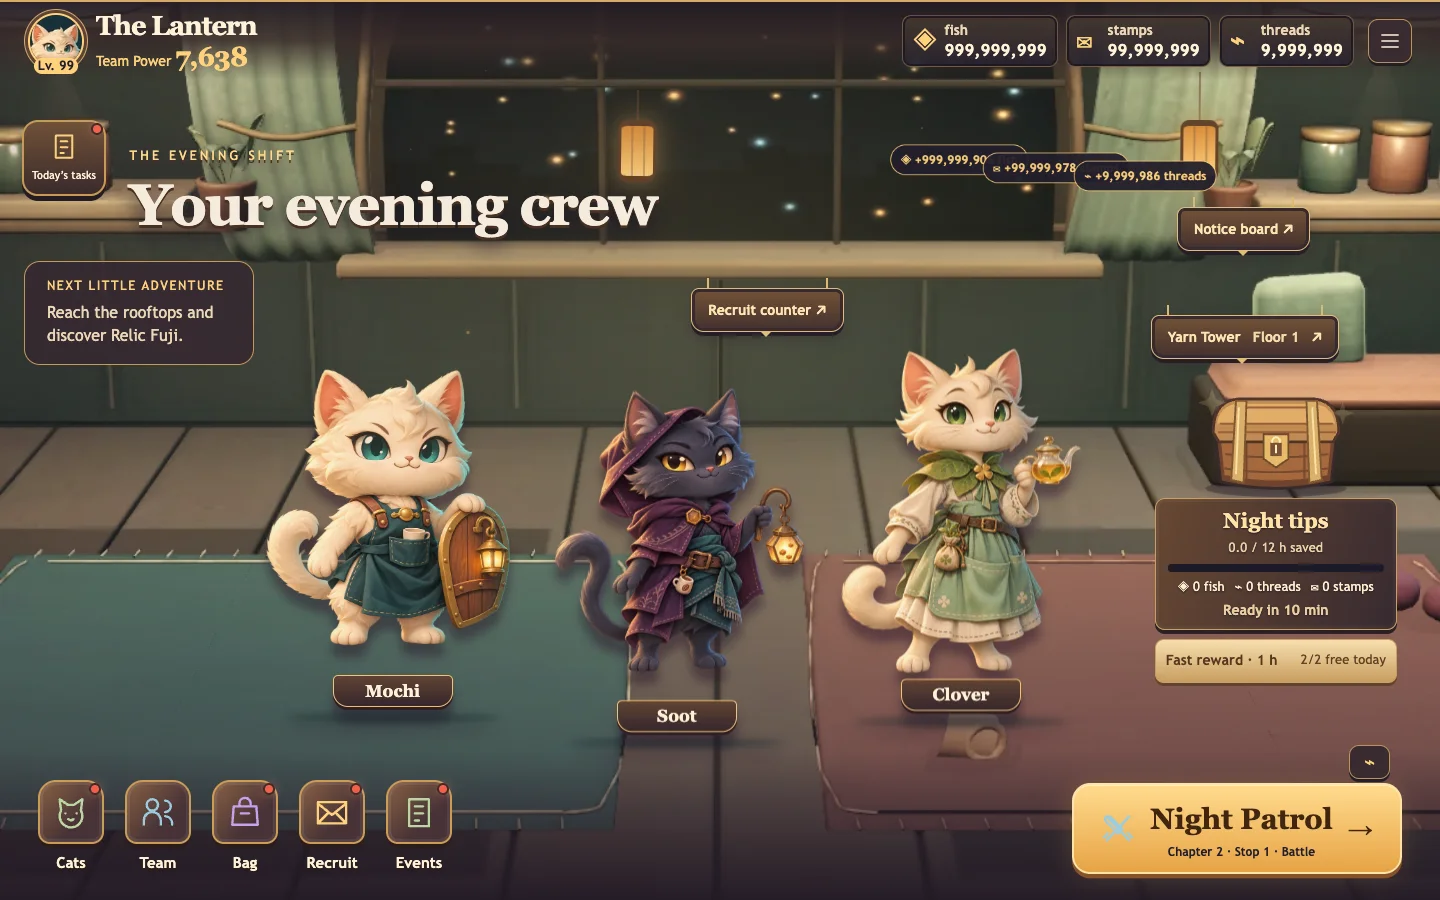 The Lantern
Lv. 99
Team Power 7,638
fish
999,999,999
stamps
99,999,999
threads
9,999,999
Today's tasks
THE EVENING SHIFT
Your evening crew
+999,999,90
+99,999,978
+9,999,986 threads
Notice board ↗
NEXT LITTLE ADVENTURE
Reach the rooftops and
discover Relic Fuji.
Recruit counter ↗
Yarn Tower Floor 1 ↗
Night tips
0.0 / 12 h saved
0 fish 0 threads 0 stamps
Ready in 10 min
Fast reward · 1 h 2/2 free today
Mochi
Soot
Clover
Cats
Team
Bag
Recruit
Events
Night Patrol →
Chapter 2 · Stop 1 · Battle